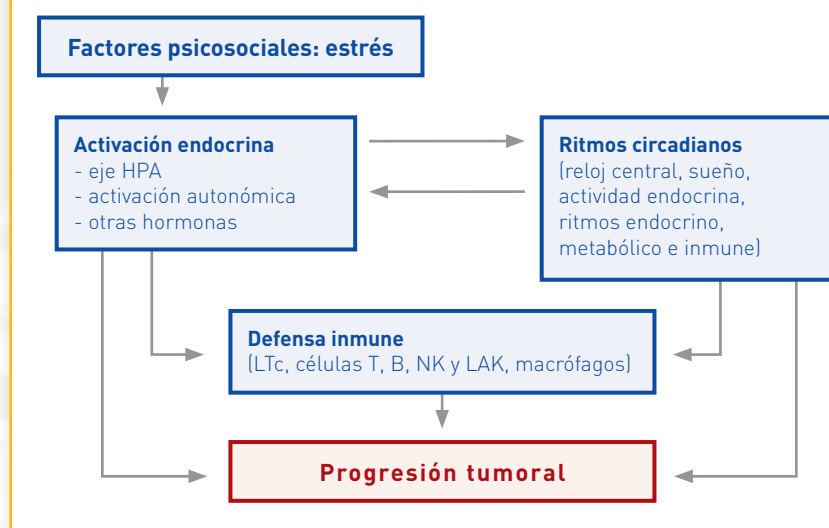 Factores psicosociales: estrés
Activación endocrina
- eje HPA
- activación autonómica
- otras hormonas
Ritmos circadianos
(reloj central, sueño,
actividad endocrina,
ritmos endocrino,
metabólico e inmune)
Defensa inmune
(LTc, células T, B, NK y LAK, macrófagos)
Progresión tumoral